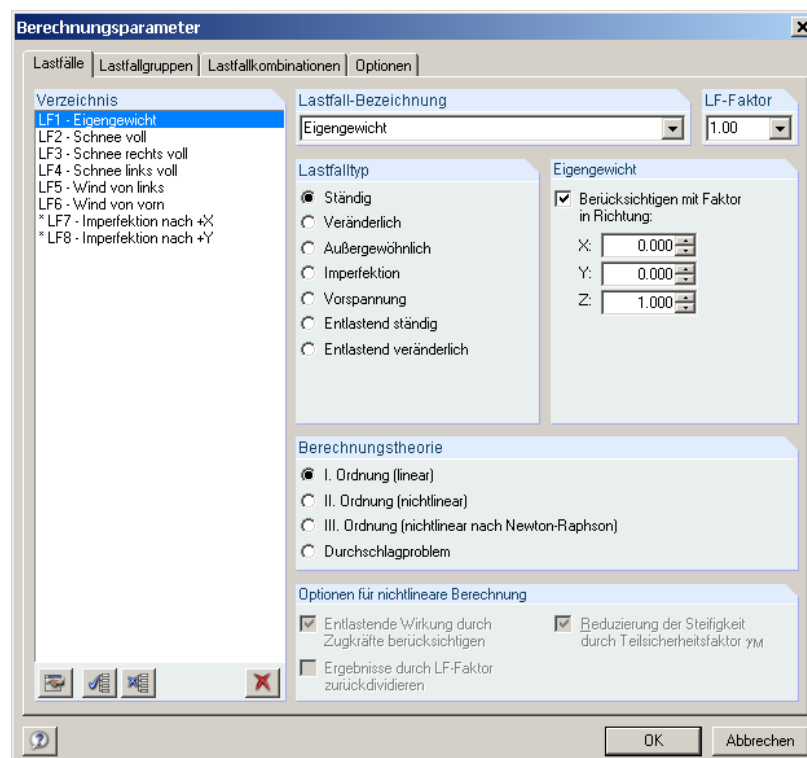 Berechnungsparameter
Lastfälle
Lastfallgruppen
Lastfallkombinationen
Optionen
Verzeichnis
LF1 - Eigengewicht
LF2 - Schnee voll
LF3 - Schnee rechts voll
LF4 - Schnee links voll
LF5 - Wind von links
LF6 - Wind von vorn
* LF7 - Imperfektion nach +X
* LF8 - Imperfektion nach +Y
Lastfall-Bezeichnung
Eigengewicht
LF-Faktor
1.00
Lastfalltyp
Ständig
Veränderlich
Außergewöhnlich
Imperfektion
Vorspannung
Entlastend ständig
Entlastend veränderlich
Eigengewicht
Berücksichtigen mit Faktor
in Richtung:
X: 0.000
Y: 0.000
Z: 1.000
Berechnungstheorie
I. Ordnung (linear)
II. Ordnung (nichtlinear)
III. Ordnung (nichtlinear nach Newton-Raphson)
Durchschlagproblem
Optionen für nichtlineare Berechnung
Entlastende Wirkung durch
Zugkräfte berücksichtigen
Ergebnisse durch LF-Faktor
zurückdividieren
Reduzierung der Steifigkeit
durch Teilsicherheitsfaktor γM
OK
Abbrechen